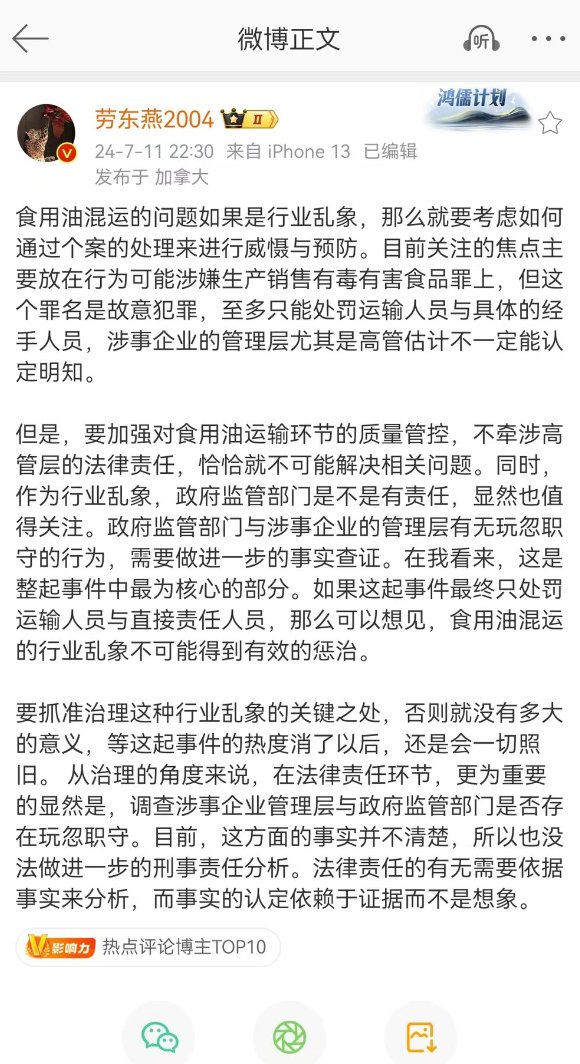 微博正文
听
劳东燕2004
II
鸿儒计划
24-7-11 22:30 来自 iPhone 13 已编辑
发布于 加拿大
食用油混运的问题如果是行业乱象，那么就要考虑如何
通过个案的处理来进行威慑与预防。目前关注的焦点主
要放在行为可能涉嫌生产销售有毒有害食品罪上，但这
个罪名是故意犯罪，至多只能处罚运输人员与具体的经
手人员，涉事企业的管理层尤其是高管估计不一定能认
定明知。
但是，要加强对食用油运输环节的质量管控，不牵涉高
管层的法律责任，恰恰就不可能解决相关问题。同时，
作为行业乱象，政府监管部门是不是有责任，显然也值
得关注。政府监管部门与涉事企业的管理层有无玩忽职
守的行为，需要做进一步的事实查证。在我看来，这是
整起事件中最为核心的部分。如果这起事件最终只处罚
运输人员与直接责任人员，那么可以想见，食用油混运
的行业乱象不可能得到有效的惩治。
要抓准治理这种行业乱象的关键之处，否则就没有多大
的意义，等这起事件的热度消了以后，还是会一切照
旧。 从治理的角度来说，在法律责任环节，更为重要
的显然是，调查涉事企业管理层与政府监管部门是否存
在玩忽职守。目前，这方面的事实并不清楚，所以也没
法做进一步的刑事责任分析。法律责任的有无需要依据
事实来分析，而事实的认定依赖于证据而不是想象。
影响力 热点评论博主TOP10